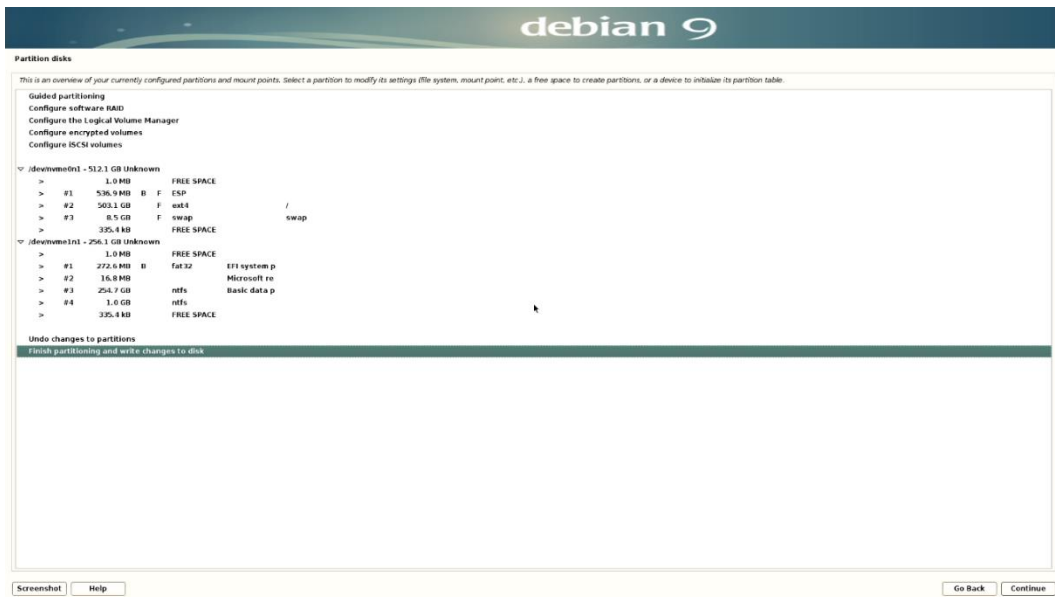 debian 9
Partition disks
This is an overview of your currently configured partitions and mount points. Select a partition to modify its settings (file system, mount point, etc.), a free space to create partitions, or a device to initialize its partition table.
Guided partitioning
Configure software RAID
Configure the Logical Volume Manager
Configure encrypted volumes
Configure iSCSI volumes
/dev/nvme0n1 - 512.1 GB Unknown
> 1.0 MB FREE SPACE
> #1 536.9 MB B F ESP
> #2 503.1 GB F ext4 /
> #3 8.5 GB F swap swap
> 335.4 kB FREE SPACE
/dev/nvme1n1 - 256.1 GB Unknown
> 1.0 MB FREE SPACE
> #1 272.6 MB B fat32 EFI system p
> #2 16.8 MB Microsoft re
> #3 254.7 GB ntfs Basic data p
> #4 1.0 GB ntfs
> 335.4 kB FREE SPACE
Undo changes to partitions
Finish partitioning and write changes to disk
Screenshot Help Go Back Continue